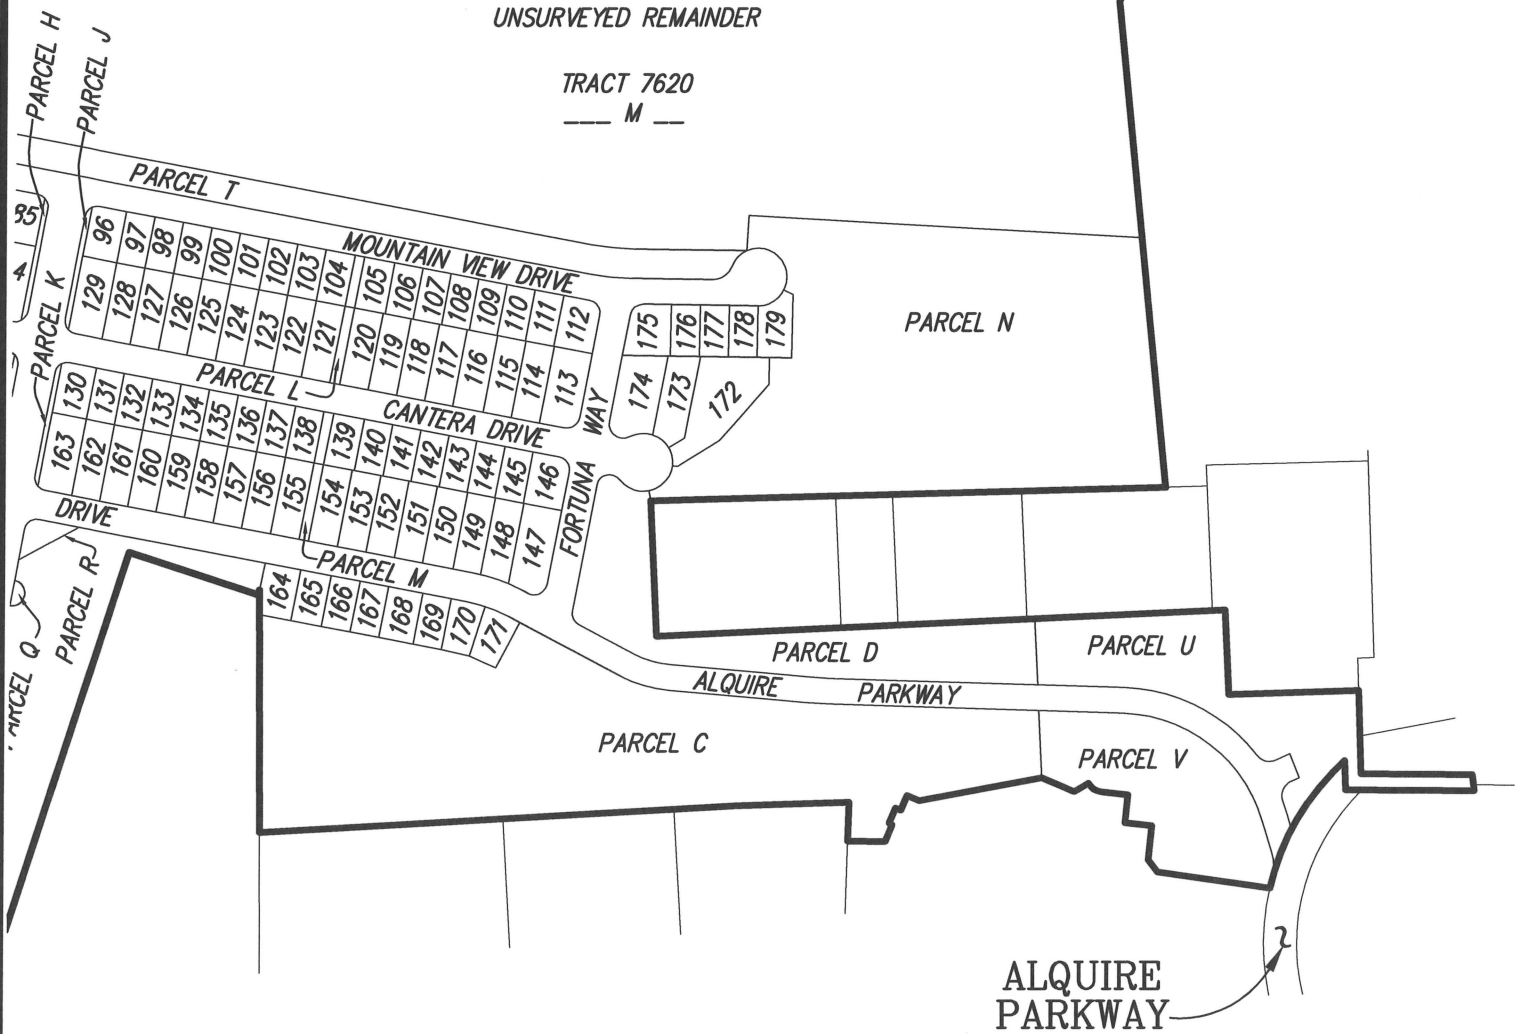 UNSURVEYED REMAINDER
TRACT 7620
___ M __
PARCEL H
PARCEL J
PARCEL T
MOUNTAIN VIEW DRIVE
96 97 98 99 100 101 102 103 104 105 106 107 108 109 110 111 112
129 128 127 126 125 124 123 122 121 120 119 118 117 116 115 114 113
PARCEL K
PARCEL L
CANTERA DRIVE
130 131 132 133 134 135 136 137 138 139 140 141 142 143 144 145 146
163 162 161 160 159 158 157 156 155 154 153 152 151 150 149 148 147
FORTUNA WAY
175 176 177 178 179
174 173 172
PARCEL N
DRIVE
PARCEL M
164 165 166 167 168 169 170 171
PARCEL R
PARCEL Q
PARCEL D
PARCEL U
ALQUIRE PARKWAY
PARCEL C
PARCEL V
ALQUIRE
PARKWAY